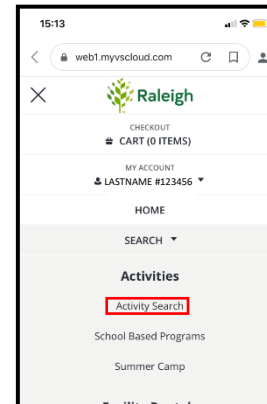 15:13
web1.myvscloud.com
Raleigh
CHECKOUT
CART (0 ITEMS)
MY ACCOUNT
LASTNAME #123456
HOME
SEARCH
Activities
Activity Search
School Based Programs
Summer Camp